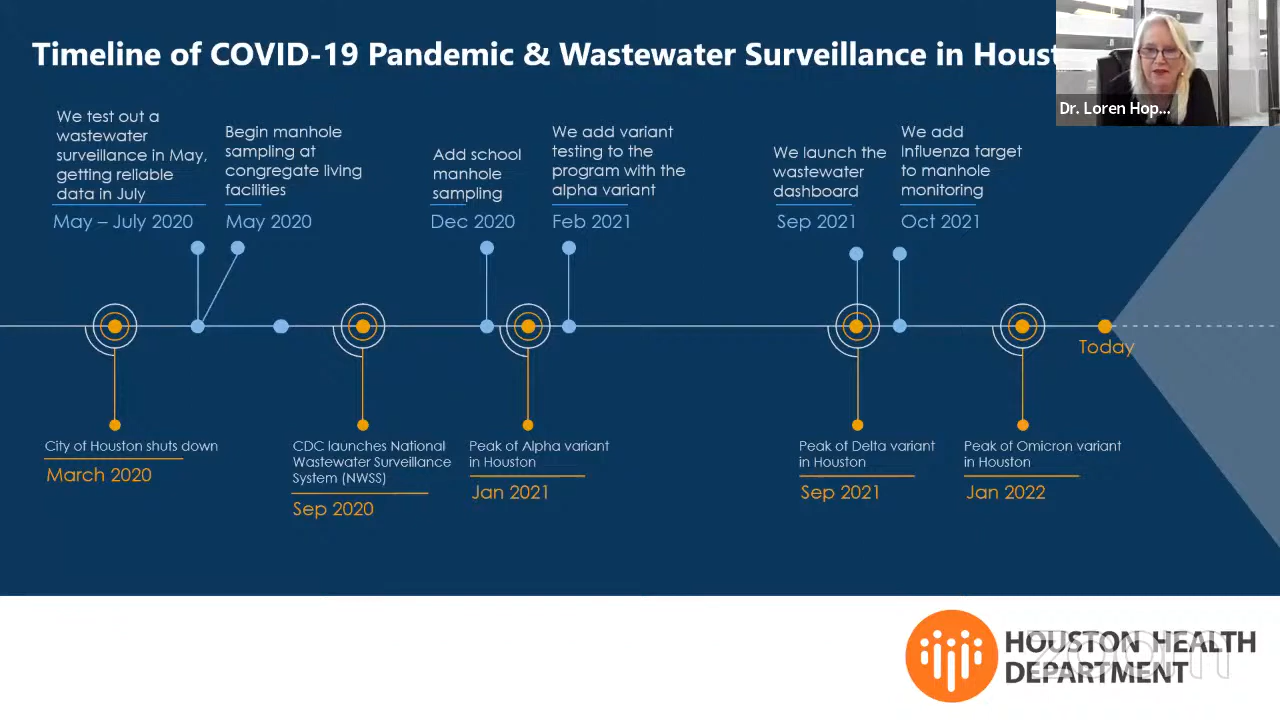 Timeline of COVID-19 Pandemic & Wastewater Surveillance in Houst
Dr. Loren Hop...
We test out a
wastewater
surveillance in May,
getting reliable
data in July
May – July 2020
Begin manhole
sampling at
congregate living
facilities
May 2020
Add school
manhole
sampling
Dec 2020
We add variant
testing to the
program with the
alpha variant
Feb 2021
We launch the
wastewater
dashboard
Sep 2021
We add
Influenza target
to manhole
monitoring
Oct 2021
Today
City of Houston shuts down
March 2020
CDC launches National
Wastewater Surveillance
System (NWSS)
Sep 2020
Peak of Alpha variant
in Houston
Jan 2021
Peak of Delta variant
in Houston
Sep 2021
Peak of Omicron variant
in Houston
Jan 2022
HOUSTON HEALTH
DEPARTMENT
zoom